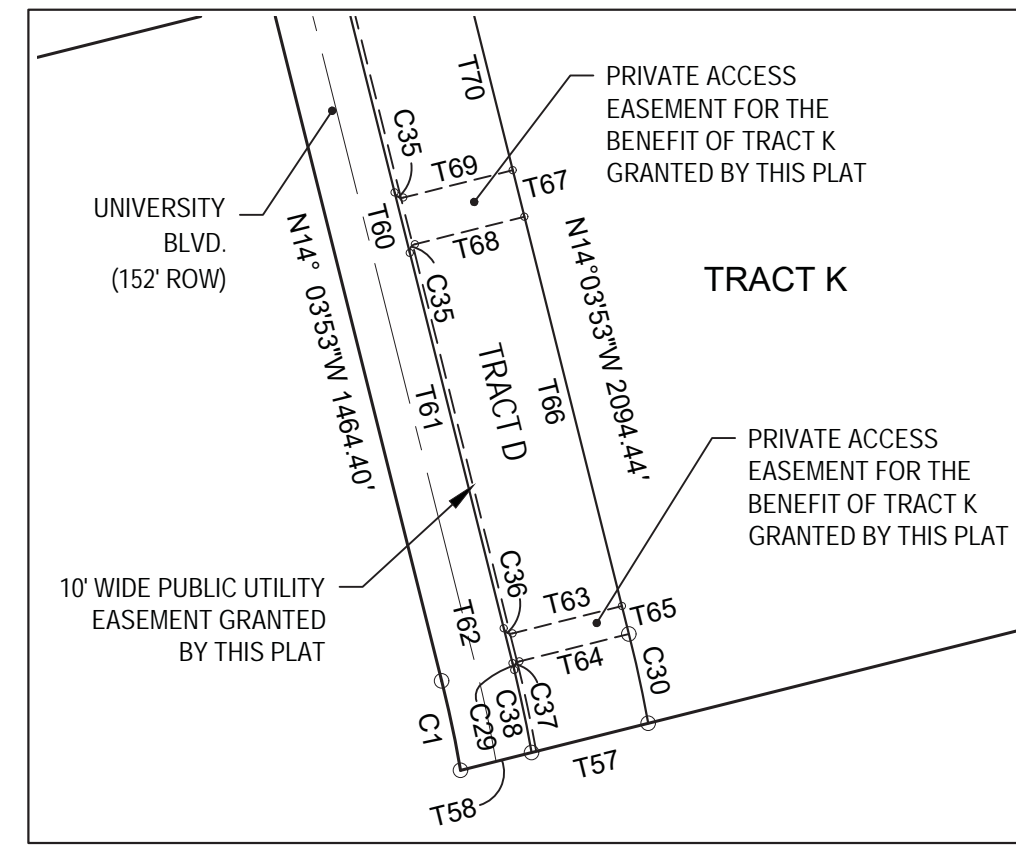 PRIVATE ACCESS
EASEMENT FOR THE
BENEFIT OF TRACT K
GRANTED BY THIS PLAT
T70
C35
T69
T67
UNIVERSITY
BLVD.
(152' ROW)
T60
T68
N14° 03'53"W 1464.40'
C35
N14°03'53"W 2094.44'
TRACT K
T61
TRACT D
T66
PRIVATE ACCESS
EASEMENT FOR THE
BENEFIT OF TRACT K
GRANTED BY THIS PLAT
10' WIDE PUBLIC UTILITY
EASEMENT GRANTED
BY THIS PLAT
C36
T63
T65
T62
T64
C30
C1
C29
C38
C37
T57
T58